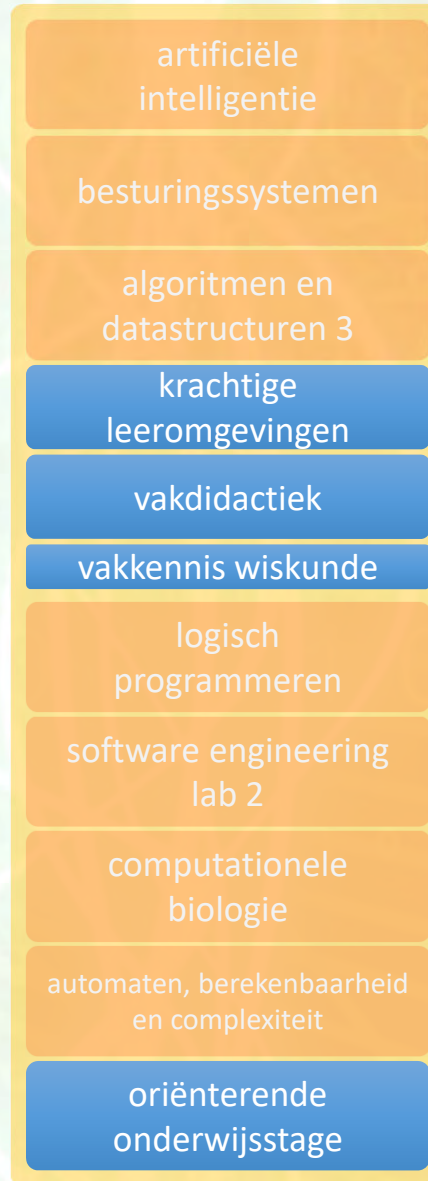 artificiële
intelligentie
besturingssystemen
algoritmen en
datastructuren 3
krachtige
leeromgevingen
vakdidactiek
vakkennis wiskunde
logisch
programmeren
software engineering
lab 2
computationele
biologie
automaten, berekenbaarheid
en complexiteit
oriënterende
onderwijsstage